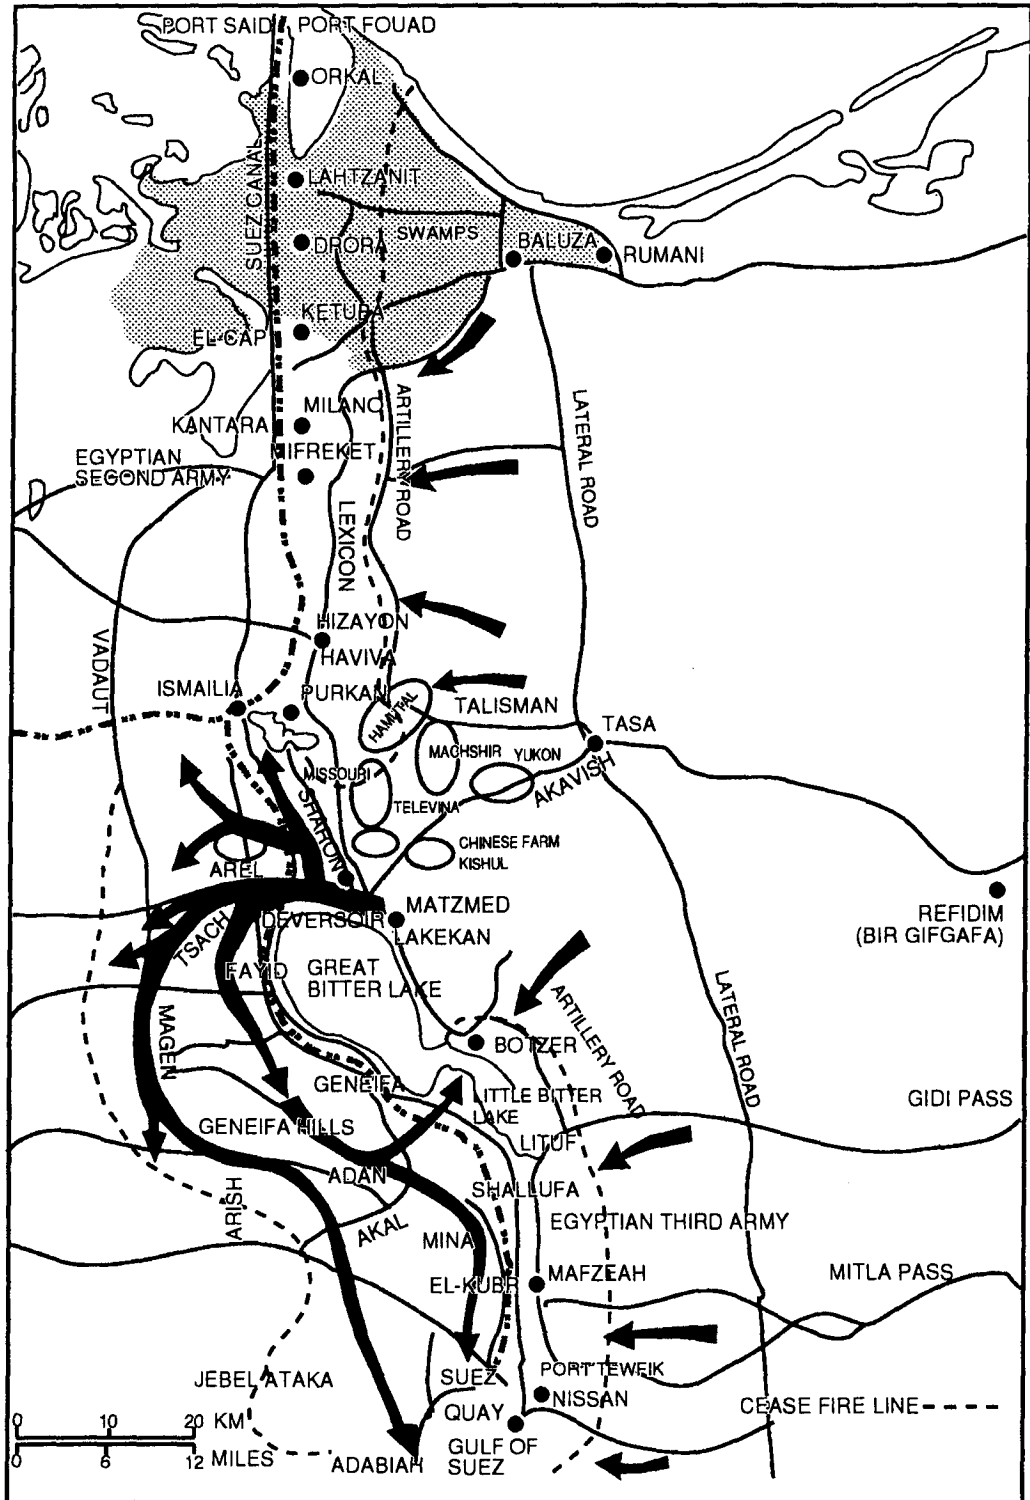 PORT SAID
PORT FOUAD
ORKAL
SUEZ CANAL
LAHTZANIT
DRORA
SWAMPS
BALUZA
RUMANI
KETUBA
EL-CAP
KANTARA
MILANO
MIFREKET
EGYPTIAN
SECOND ARMY
ARTILLERY ROAD
LATERAL ROAD
LEXICON
HIZAYON
HAVIVA
VADAUT
ISMAILIA
PURKAN
HAMUTAL
TALISMAN
TASA
MACHSHIR
YUKON
AKAVISH
MISSOURI
TELEVINA
SHARON
CHINESE FARM
KISHUL
AREL
MATZMED
DEVERSOIR
LAKEKAN
TSACH
REFIDIM
(BIR GIFGAFA)
FAYID
GREAT
BITTER LAKE
MAGEN
BOTZER
ARTILLERY ROAD
LATERAL ROAD
GENEIFA
LITTLE BITTER
LAKE
GIDI PASS
GENEIFA HILLS
LITUF
ADAN
SHALLUFA
ARISH
AKAL
EGYPTIAN THIRD ARMY
MINA
EL-KUBR
MAFZEAH
MITLA PASS
JEBEL ATAKA
SUEZ
PORT TEWFIK
NISSAN
QUAY
CEASE FIRE LINE
GULF OF
SUEZ
ADABIAH
0 10 20 KM
0 6 12 MILES